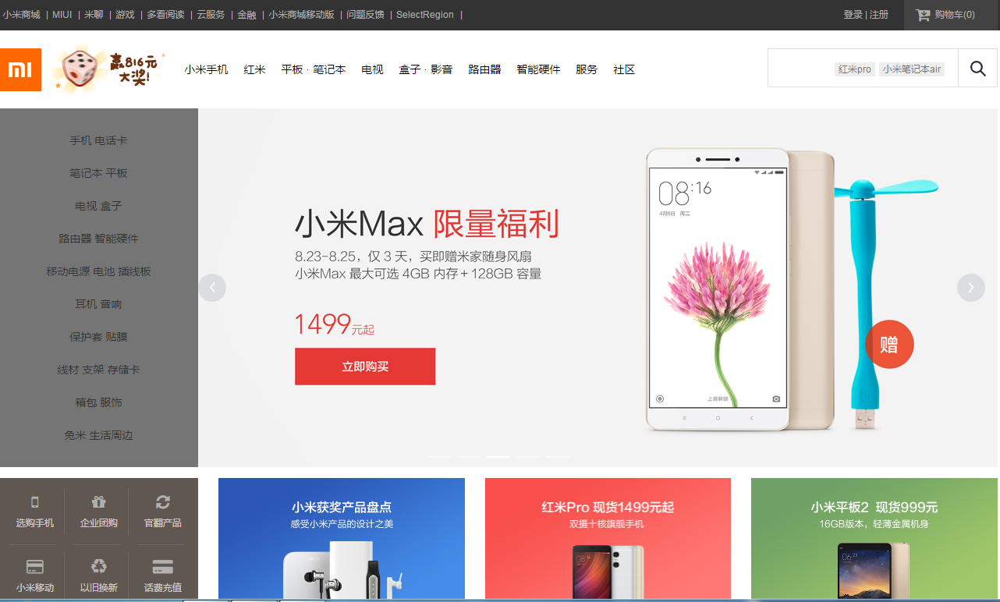 小米商城 | MIUI | 米聊 | 游戏 | 多看阅读 | 云服务 | 金融 | 小米商城移动版 | 问题反馈 | SelectRegion |
登录 | 注册
购物车(0)
MI
赢816元
大奖!
小米手机 红米 平板 · 笔记本 电视 盒子 · 影音 路由器 智能硬件 服务 社区
红米pro 小米笔记本air
手机 电话卡
笔记本 平板
电视 盒子
路由器 智能硬件
移动电源 电池 插线板
耳机 音响
保护套 贴膜
线材 支架 存储卡
箱包 服饰
兔米 生活周边
小米Max 限量福利
8.23-8.25，仅 3 天，买即赠米家随身风扇
小米Max 最大可选 4GB 内存＋128GB 容量
1499元起
立即购买
08:16
4月6日 周二
上滑解锁
赠
选购手机 企业团购 官翻产品
小米移动 以旧换新 话费充值
小米获奖产品盘点
感受小米产品的设计之美
红米Pro 现货1499元起
双摄十核旗舰手机
08:16
小米平板2 现货999元
16GB版本，轻薄金属机身
06:23